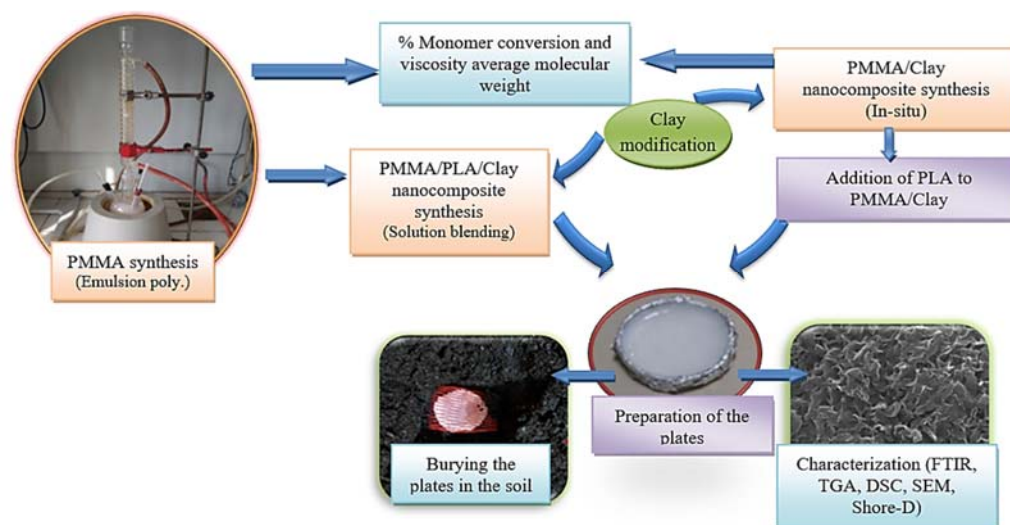 % Monomer conversion and
viscosity average molecular
weight
PMMA/Clay
nanocomposite synthesis
(In-situ)
Clay
modification
PMMA/PLA/Clay
nanocomposite
synthesis
(Solution blending)
Addition of PLA to
PMMA/Clay
PMMA synthesis
(Emulsion poly.)
Preparation of the
plates
Burying the
plates in the soil
Characterization (FTIR,
TGA, DSC, SEM,
Shore-D)